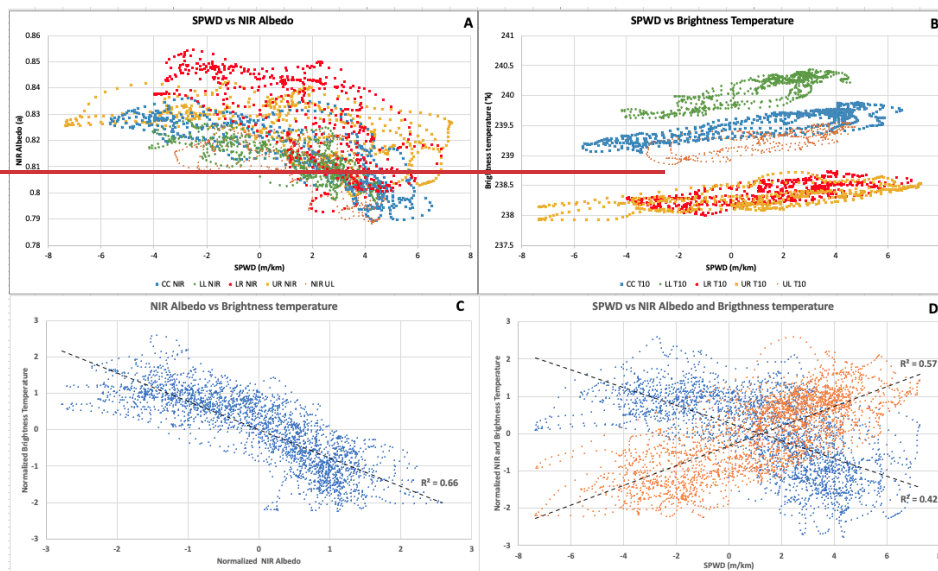 SPWD vs NIR Albedo
A
NIR Albedo (a)
0.86
0.85
0.84
0.83
0.82
0.81
0.8
0.79
0.78
-8 -6 -4 -2 0 2 4 6 8
SPWD (m/km)
CC NIR LL NIR LR NIR UR NIR NIR UL
SPWD vs Brightness Temperature
B
Brightness temperature (°k)
241
240.5
240
239.5
239
238.5
238
237.5
-8 -6 -4 -2 0 2 4 6 8
SPWD (m/km)
CC T10 LL T10 LR T10 UR T10 UL T10
NIR Albedo vs Brightness temperature
C
Normalized Brightness Temperature
3
2
1
0
-1
-2
-3
R² = 0.66
-3 -2 -1 0 1 2 3
Normalized NIR Albedo
SPWD vs NIR Albedo and Brigthness temperature
D
Normalized NIR and Brightness Temperature
3
2
1
0
-1
-2
-3
R² = 0.57
R² = 0.42
-8 -6 -4 -2 0 2 4 6 8
SPWD (m/km)